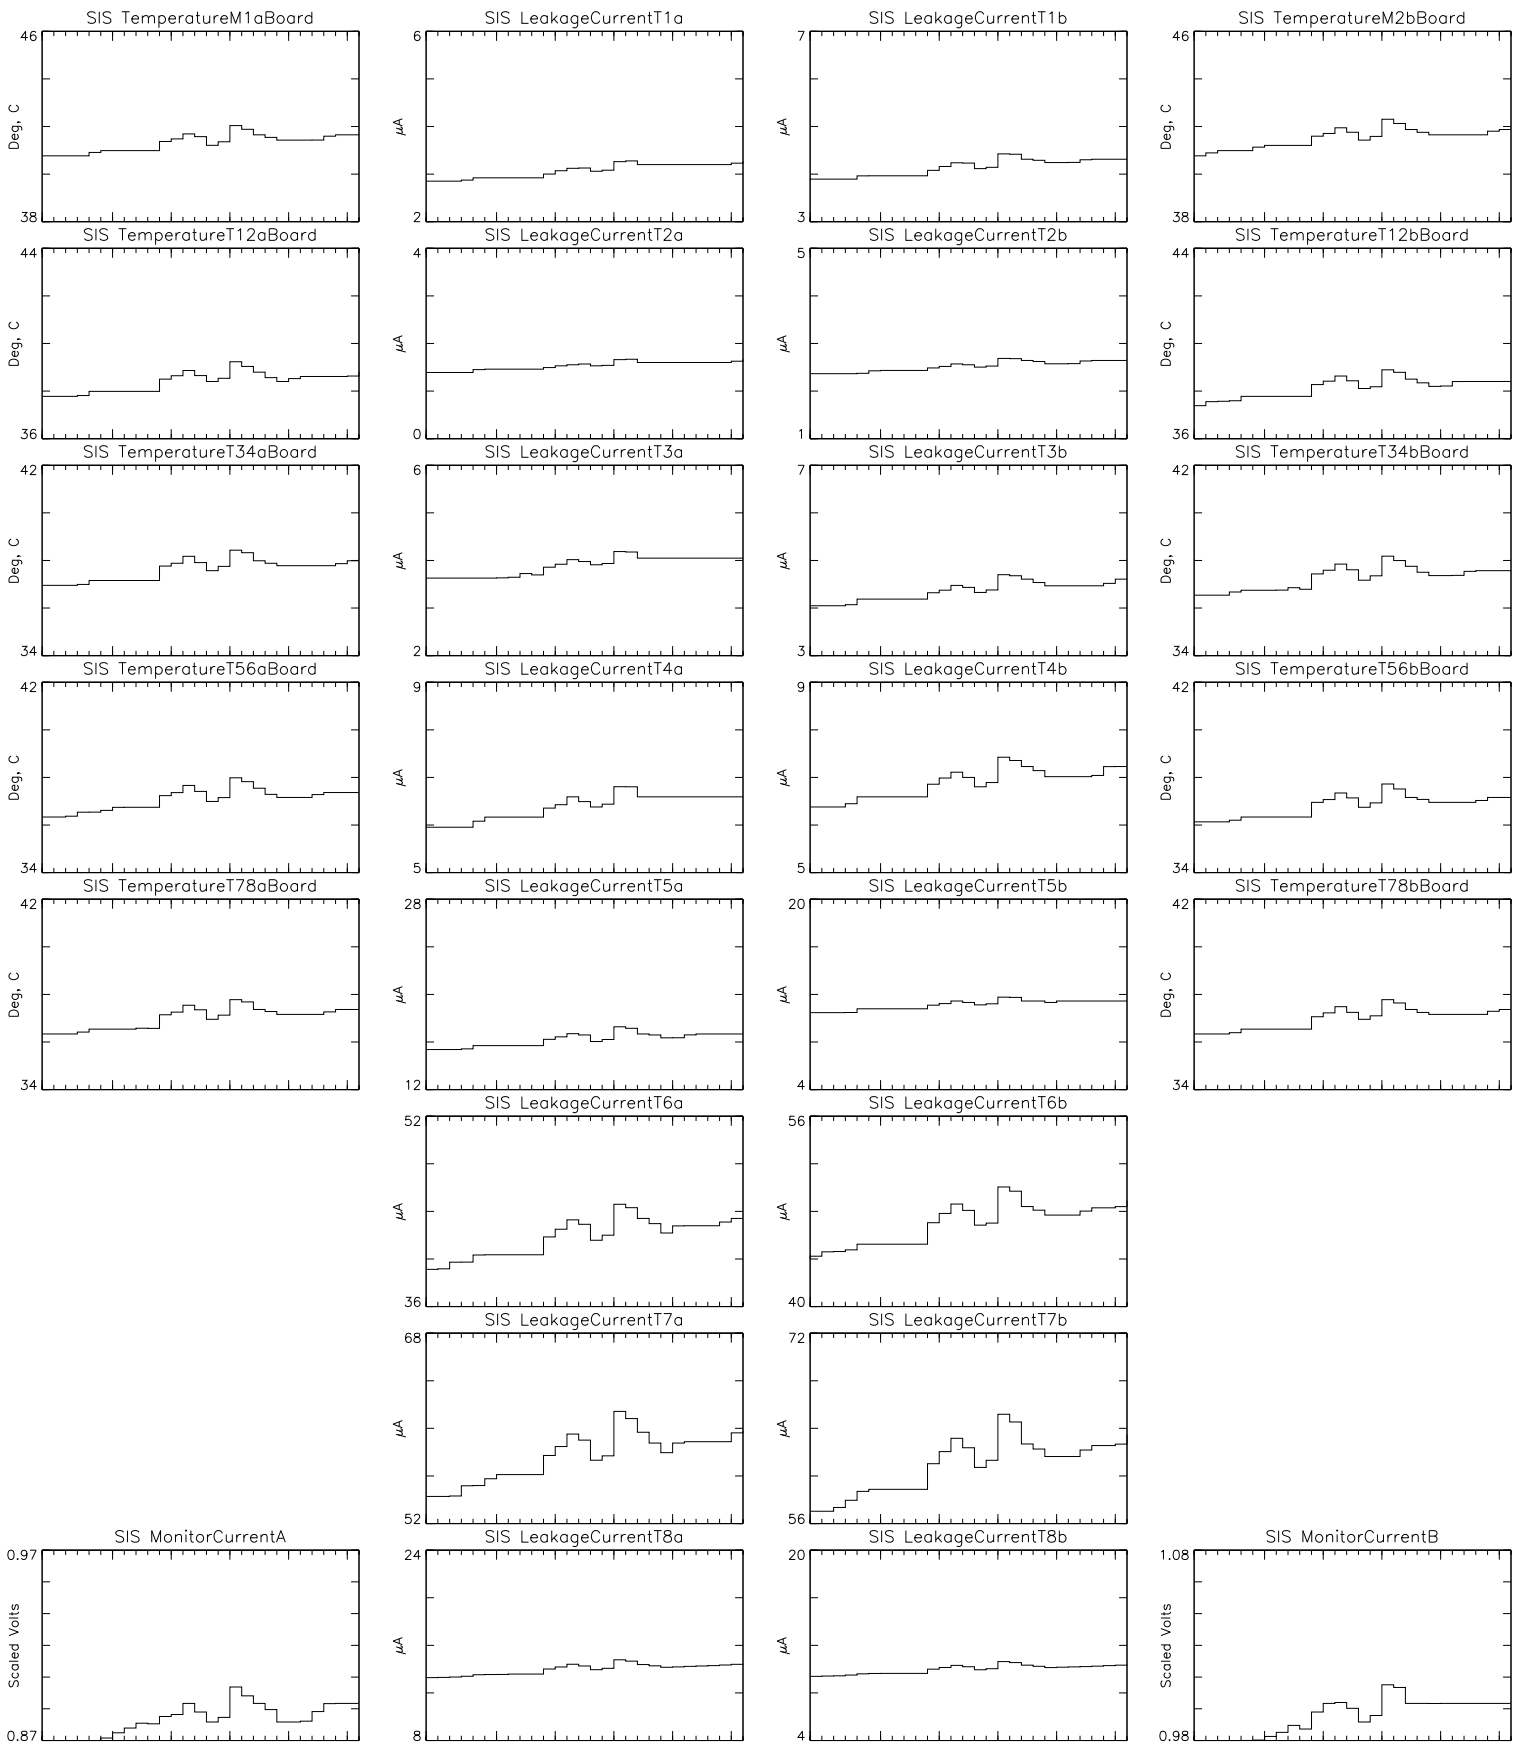 SIS TemperatureM1aBoard
46
Deg, C
38
SIS LeakageCurrentT1a
6
μA
2
SIS LeakageCurrentT1b
7
μA
3
SIS TemperatureM2bBoard
46
Deg, C
38
SIS TemperatureT12aBoard
44
Deg, C
36
SIS LeakageCurrentT2a
4
μA
0
SIS LeakageCurrentT2b
5
μA
1
SIS TemperatureT12bBoard
44
Deg, C
36
SIS TemperatureT34aBoard
42
Deg, C
34
SIS LeakageCurrentT3a
6
μA
2
SIS LeakageCurrentT3b
7
μA
3
SIS TemperatureT34bBoard
42
Deg, C
34
SIS TemperatureT56aBoard
42
Deg, C
34
SIS LeakageCurrentT4a
9
μA
5
SIS LeakageCurrentT4b
9
μA
5
SIS TemperatureT56bBoard
42
Deg, C
34
SIS TemperatureT78aBoard
42
Deg, C
34
SIS LeakageCurrentT5a
28
μA
12
SIS LeakageCurrentT5b
20
μA
4
SIS TemperatureT78bBoard
42
Deg, C
34
SIS LeakageCurrentT6a
52
μA
36
SIS LeakageCurrentT6b
56
μA
40
SIS LeakageCurrentT7a
68
μA
52
SIS LeakageCurrentT7b
72
μA
56
SIS MonitorCurrentA
0.97
Scaled Volts
0.87
SIS LeakageCurrentT8a
24
μA
8
SIS LeakageCurrentT8b
20
μA
4
SIS MonitorCurrentB
1.08
Scaled Volts
0.98